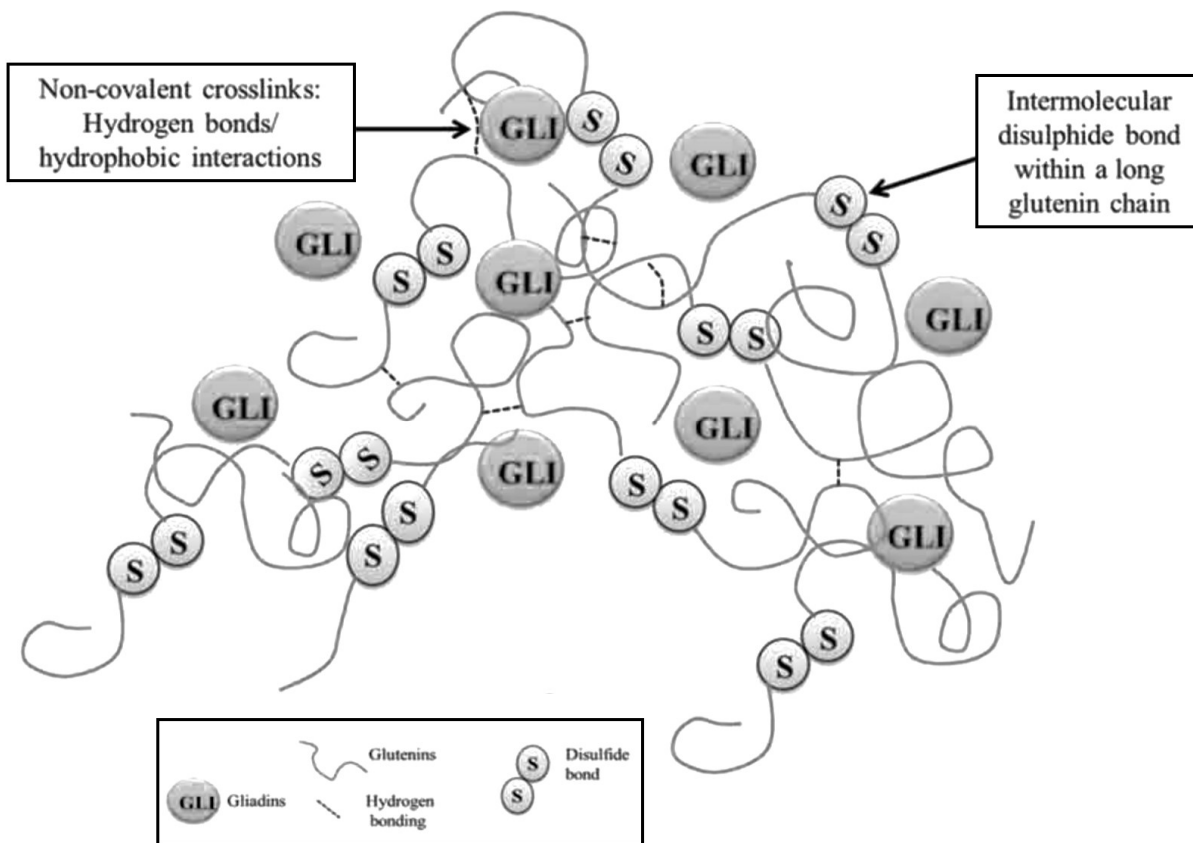 Non-covalent crosslinks:
Hydrogen bonds/
hydrophobic interactions
Intermolecular
disulphide bond
within a long
glutenin chain
GLI
S
S
GLI
GLI
S
S
S
S
GLI
GLI
S
S
GLI
GLI
S
S
GLI
S
S
S
S
S
S
GLI
S
S
S
S
Glutenins
GLI
Gliadins
Hydrogen
bonding
S
S
Disulfide
bond